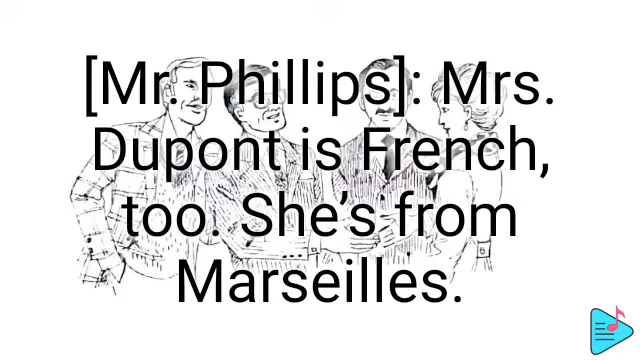 [Mr. Phillips]: Mrs.
Dupont is French,
too. She’s from
Marseilles.